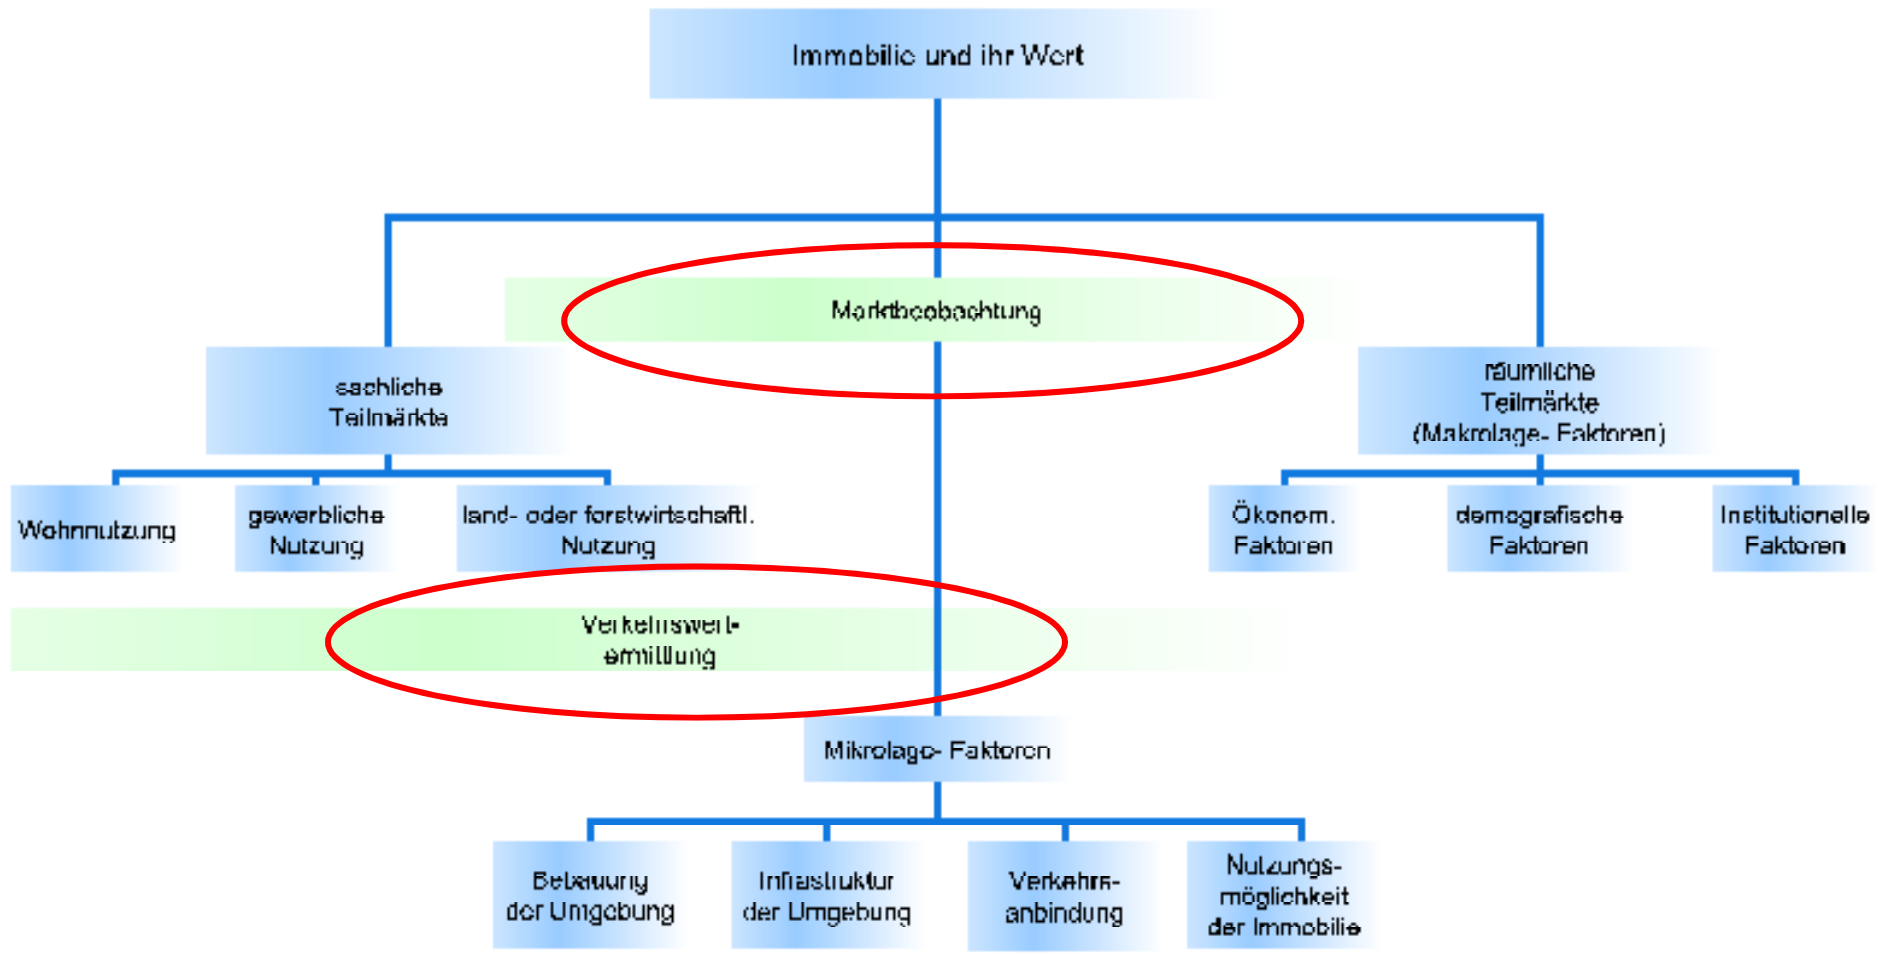 Immobilie und ihr Wert
Marktbeobachtung
sachliche
Teilmärkte
räumliche
Teilmärkte
(Makrolage- Faktoren)
Wohnnutzung
gewerbliche
Nutzung
land- oder forstwirtschaftl.
Nutzung
Ökonom.
Faktoren
demografische
Faktoren
Institutionelle
Faktoren
Verkehrswert-
ermittlung
Mikrolage- Faktoren
Bebauung
der Umgebung
Infrastruktur
der Umgebung
Verkehrs-
anbindung
Nutzungs-
möglichkeit
der Immobilie